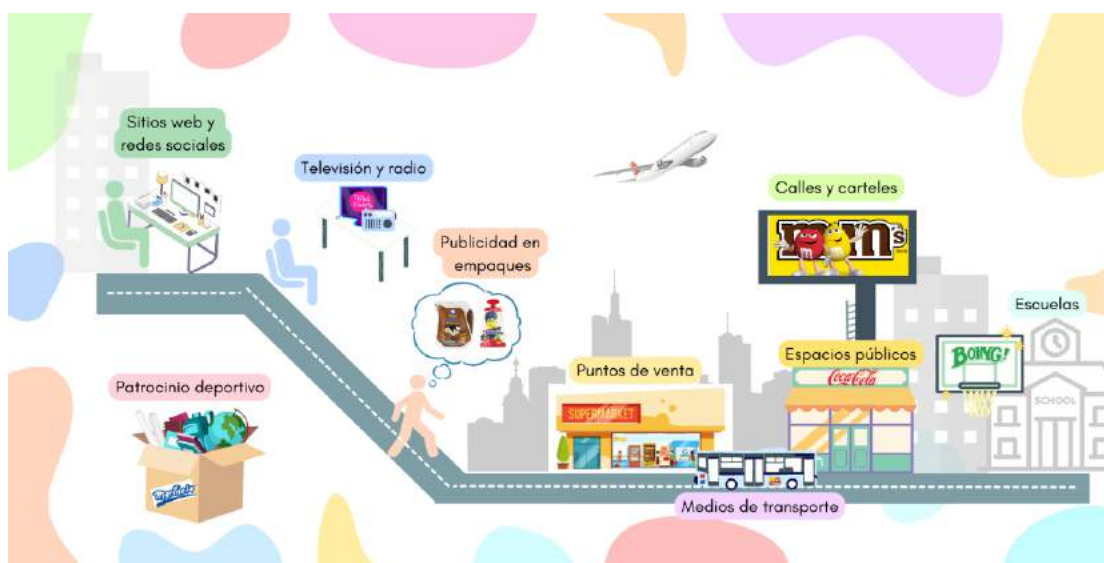 Sitios web y
redes sociales
Televisión y radio
Calles y carteles
m&m's
Publicidad en
empaques
Escuelas
Espacios públicos
BOING!
Puntos de venta
Coca-Cola
Patrocinio deportivo
SUPERMARKET
SCHOOL
Medios de transporte